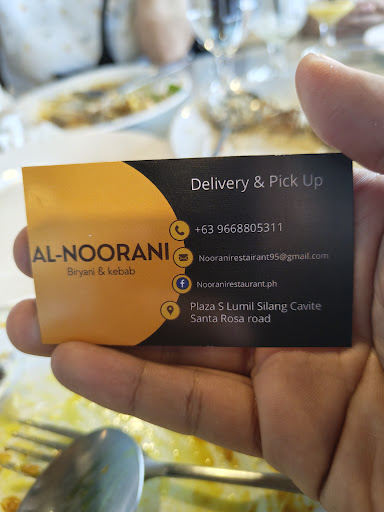 Delivery & Pick Up
AL-NOORANI
Biryani & kebab
+63 9668805311
Nooranirestairant95@gmail.com
Nooranirestaurant.ph
Plaza S Lumil Silang Cavite
Santa Rosa road